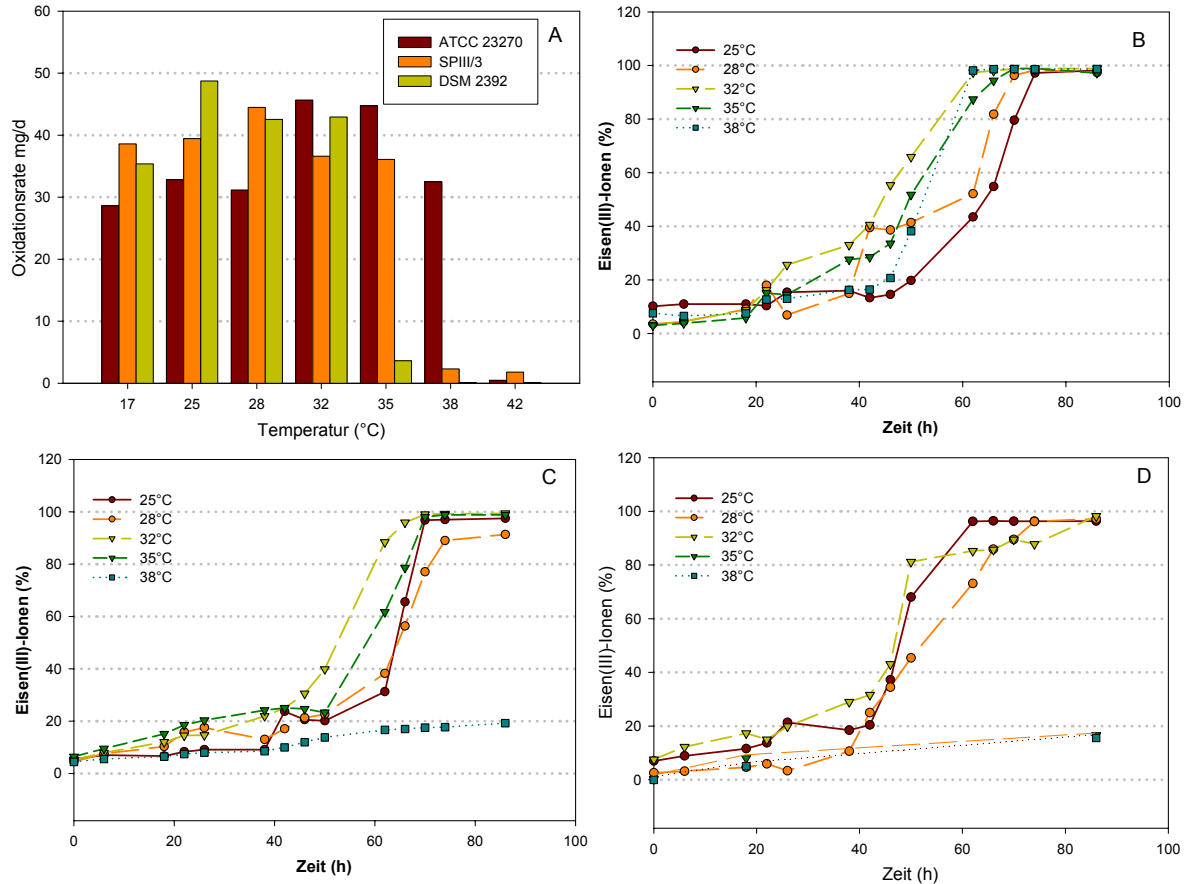 A
ATCC 23270
SPIII/3
DSM 2392
Oxidationsrate mg/d
60
50
40
30
20
10
0
17 25 28 32 35 38 42
Temperatur (°C)
B
25°C
28°C
32°C
35°C
38°C
Eisen(III)-Ionen (%)
120
100
80
60
40
20
0
0 20 40 60 80 100
Zeit (h)
C
25°C
28°C
32°C
35°C
38°C
Eisen(III)-Ionen (%)
120
100
80
60
40
20
0
0 20 40 60 80 100
Zeit (h)
D
25°C
28°C
32°C
35°C
38°C
Eisen(III)-Ionen (%)
120
100
80
60
40
20
0
0 20 40 60 80 100
Zeit (h)